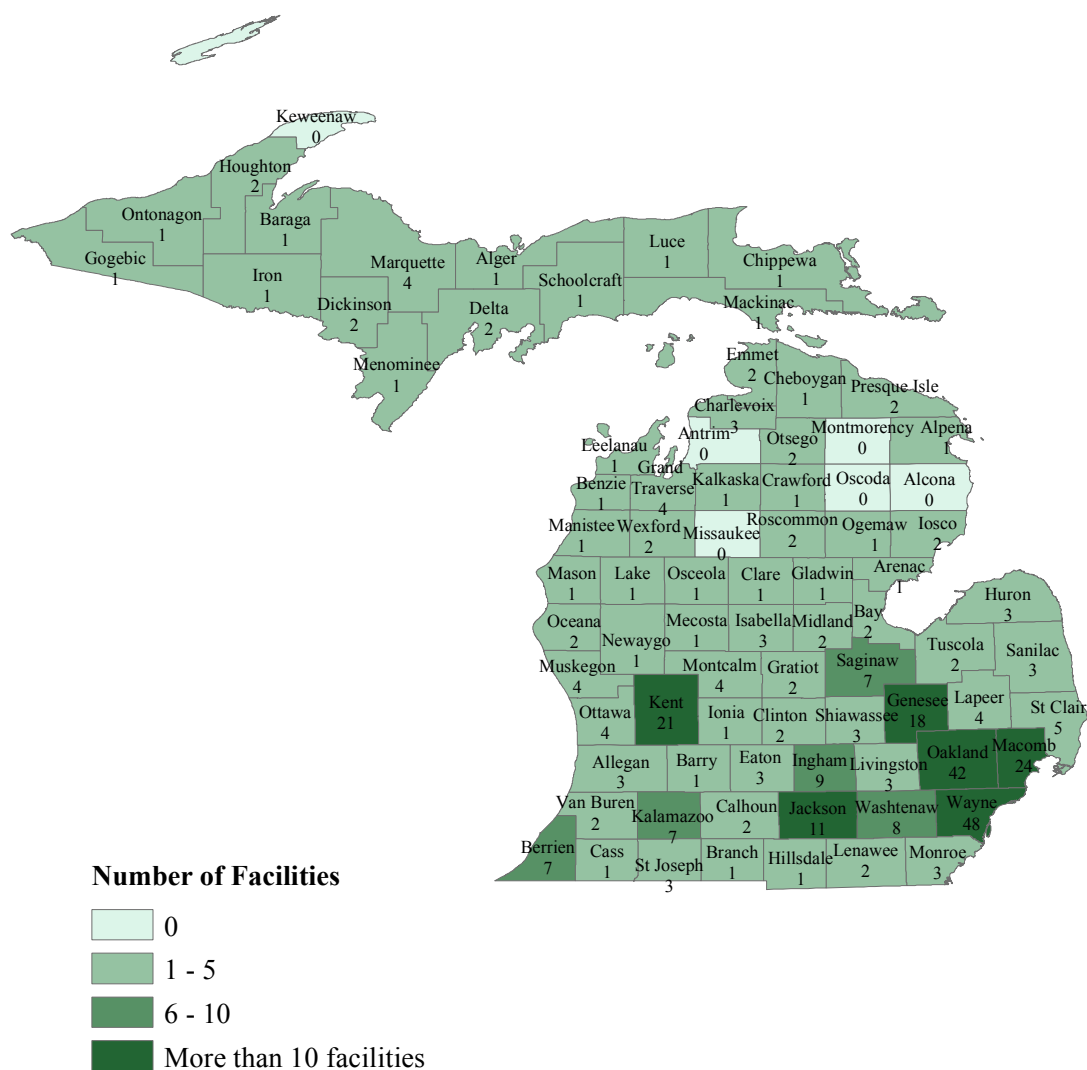 Keweenaw
0
Houghton
2
Ontonagon
1
Baraga
1
Gogebic
1
Iron
1
Marquette
4
Dickinson
2
Menominee
1
Alger
1
Delta
2
Schoolcraft
1
Luce
1
Chippewa
1
Mackinac
1
Emmet
2
Cheboygan
1
Presque Isle
2
Charlevoix
3
Antrim
0
Otsego
2
Montmorency
0
Alpena
1
Leelanau
1
Grand
Traverse
4
Benzie
1
Kalkaska
1
Crawford
1
Oscoda
0
Alcona
0
Manistee
1
Wexford
2
Missaukee
0
Roscommon
2
Ogemaw
1
Iosco
2
Mason
1
Lake
1
Osceola
1
Clare
1
Gladwin
1
Arenac
1
Huron
3
Oceana
2
Newaygo
1
Mecosta
1
Isabella
3
Midland
2
Bay
2
Tuscola
2
Sanilac
3
Muskegon
4
Montcalm
4
Gratiot
2
Saginaw
7
Kent
21
Ottawa
4
Ionia
1
Clinton
2
Shiawassee
3
Genesee
18
Lapeer
4
St Clair
5
Allegan
3
Barry
1
Eaton
3
Ingham
9
Livingston
3
Oakland
42
Macomb
24
Van Buren
2
Kalamazoo
7
Calhoun
2
Jackson
11
Washtenaw
8
Wayne
48
Berrien
7
Cass
1
St Joseph
3
Branch
1
Hillsdale
1
Lenawee
2
Monroe
3
Number of Facilities
0
1 - 5
6 - 10
More than 10 facilities